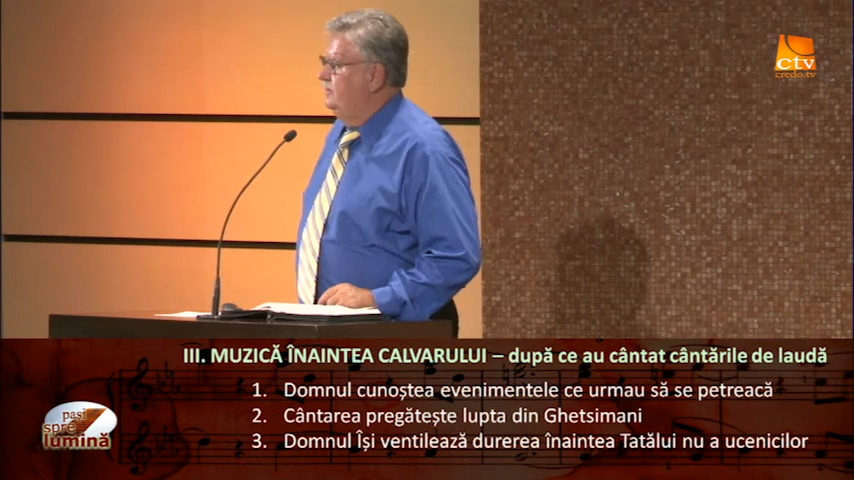 ctv
credo.tv
III. MUZICĂ ÎNAINTEA CALVARULUI – după ce au cântat cântările de laudă
1. Domnul cunoștea evenimentele ce urmau să se petreacă
2. Cântarea pregătește lupta din Ghetsimani
3. Domnul Își ventilează durerea înaintea Tatălui nu a ucenicilor
pași
spre
lumină